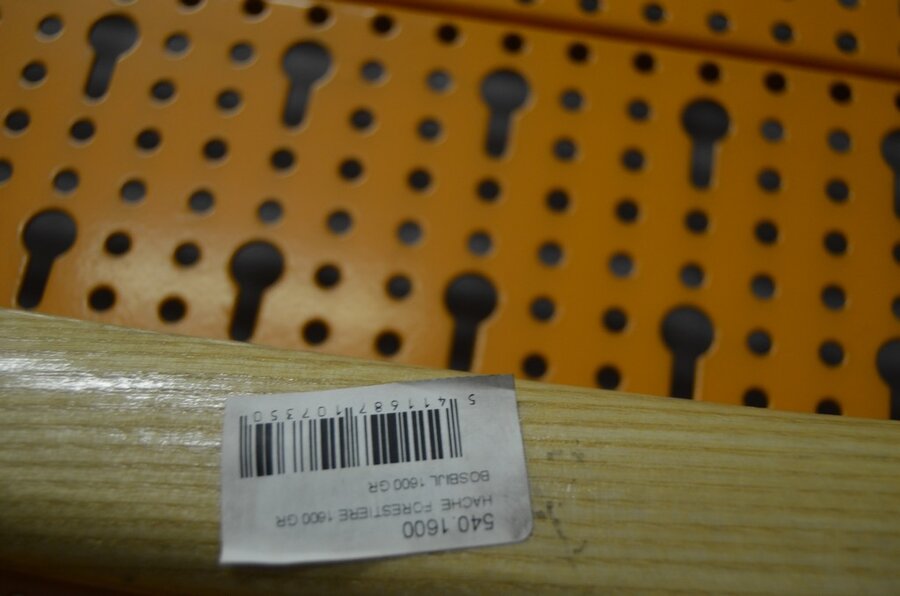 540.1600
HACHE FORESTIERE 1600 GR
BOSBIJL 1600 GR
5 411687 107350